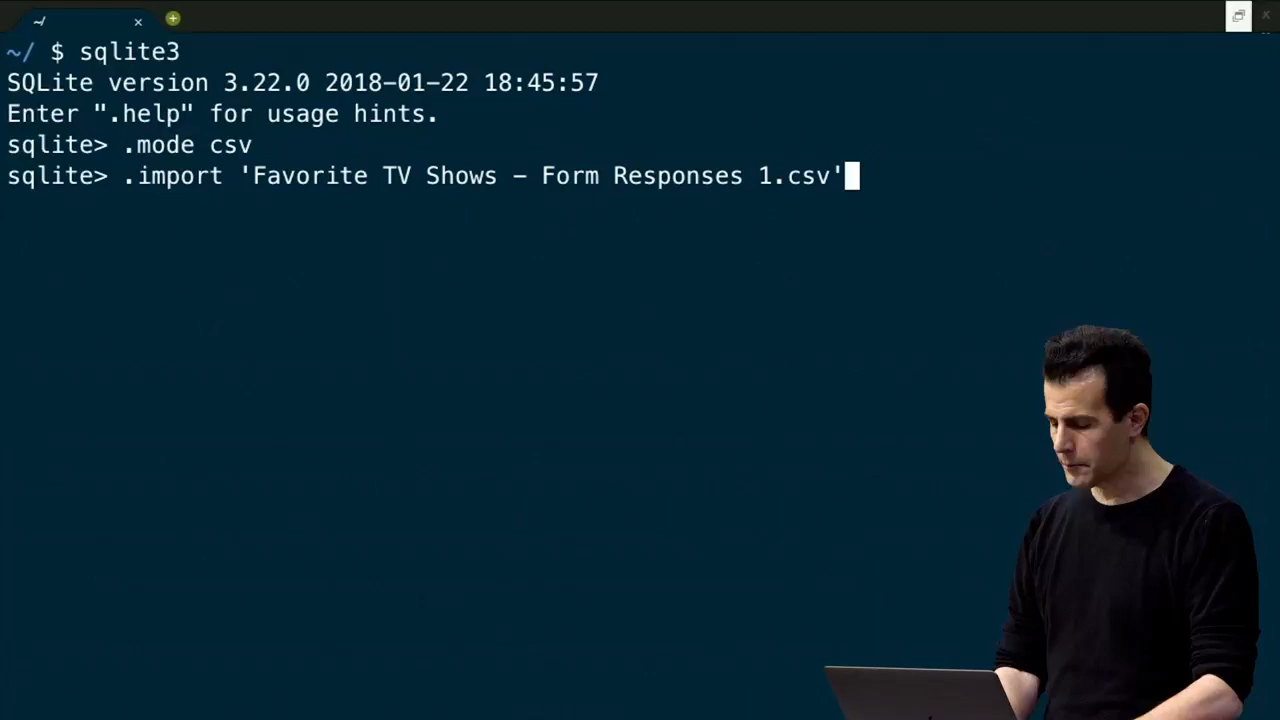 ~/
~/ $ sqlite3
SQLite version 3.22.0 2018-01-22 18:45:57
Enter ".help" for usage hints.
sqlite> .mode csv
sqlite> .import 'Favorite TV Shows - Form Responses 1.csv'